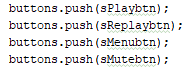 buttons.push(sPlaybtn);
buttons.push(sReplaybtn);
buttons.push(sMenubtn);
buttons.push(sMutebtn);